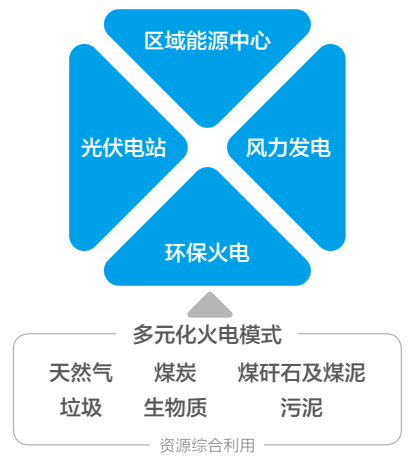 区域能源中心
光伏电站 风力发电
环保火电
多元化火电模式
天然气 煤炭 煤矸石及煤泥
垃圾 生物质 污泥
资源综合利用